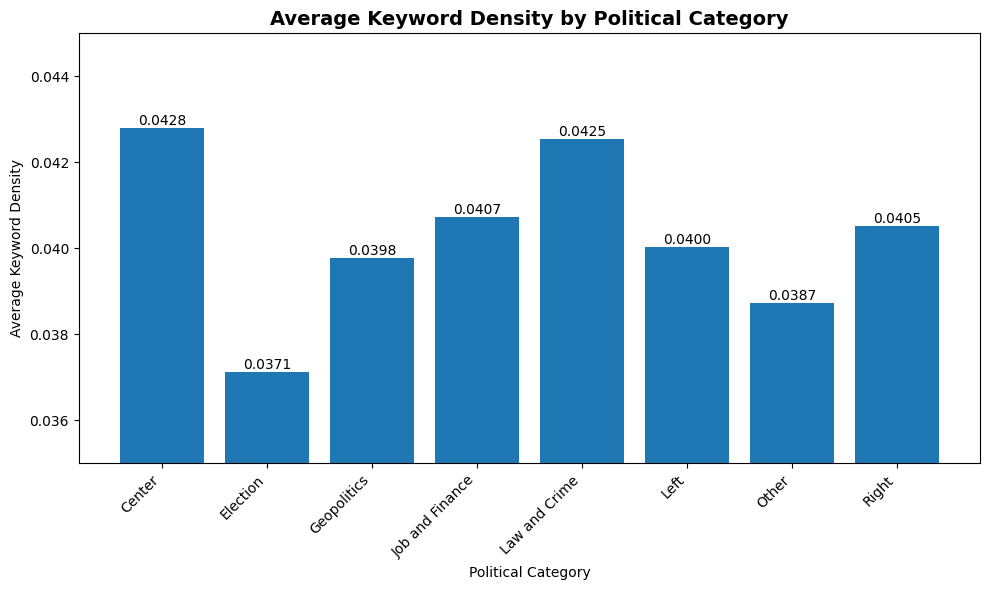 Average Keyword Density by Political Category
Average Keyword Density
0.044
0.042
0.040
0.038
0.036
0.0428
0.0371
0.0398
0.0407
0.0425
0.0400
0.0387
0.0405
Center
Election
Geopolitics
Job and Finance
Law and Crime
Left
Other
Right
Political Category